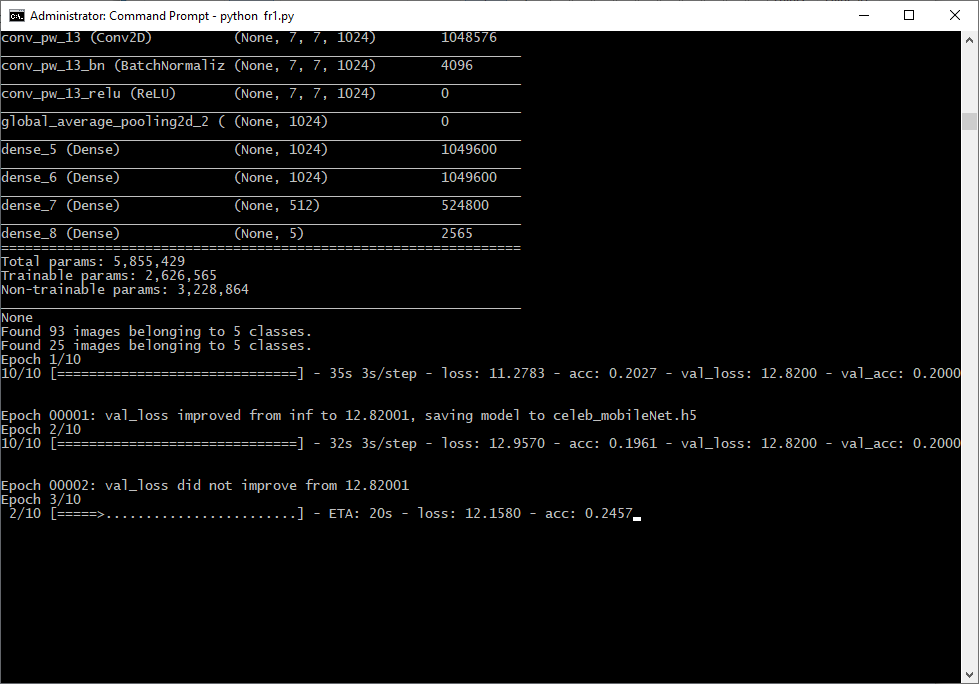 Administrator: Command Prompt - python  fr1.py
conv_pw_13 (Conv2D)          (None, 7, 7, 1024)        1048576
_________________________________________________________________
conv_pw_13_bn (BatchNormaliz (None, 7, 7, 1024)        4096
_________________________________________________________________
conv_pw_13_relu (ReLU)       (None, 7, 7, 1024)        0
_________________________________________________________________
global_average_pooling2d_2 ( (None, 1024)              0
_________________________________________________________________
dense_5 (Dense)              (None, 1024)              1049600
_________________________________________________________________
dense_6 (Dense)              (None, 1024)              1049600
_________________________________________________________________
dense_7 (Dense)              (None, 512)               524800
_________________________________________________________________
dense_8 (Dense)              (None, 5)                 2565
=================================================================
Total params: 5,855,429
Trainable params: 2,626,565
Non-trainable params: 3,228,864
_________________________________________________________________
None
Found 93 images belonging to 5 classes.
Found 25 images belonging to 5 classes.
Epoch 1/10
10/10 [==============================] - 35s 3s/step - loss: 11.2783 - acc: 0.2027 - val_loss: 12.8200 - val_acc: 0.2000
Epoch 00001: val_loss improved from inf to 12.82001, saving model to celeb_mobileNet.h5
Epoch 2/10
10/10 [==============================] - 32s 3s/step - loss: 12.9570 - acc: 0.1961 - val_loss: 12.8200 - val_acc: 0.2000
Epoch 00002: val_loss did not improve from 12.82001
Epoch 3/10
 2/10 [=====>........................] - ETA: 20s - loss: 12.1580 - acc: 0.2457